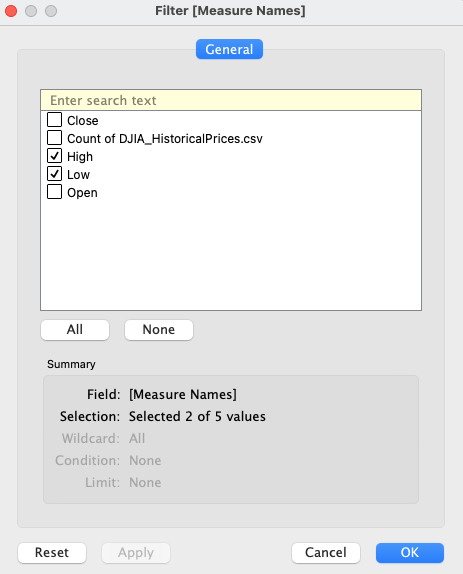 Filter [Measure Names]
General
Enter search text
Close
Count of DJIA_HistoricalPrices.csv
High
Low
Open
All None
Summary
Field: [Measure Names]
Selection: Selected 2 of 5 values
Wildcard: All
Condition: None
Limit: None
Reset Apply Cancel OK